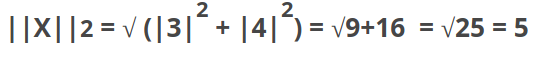 ||X||2 = √ (|3|² + |4|²) = √9+16 = √25 = 5